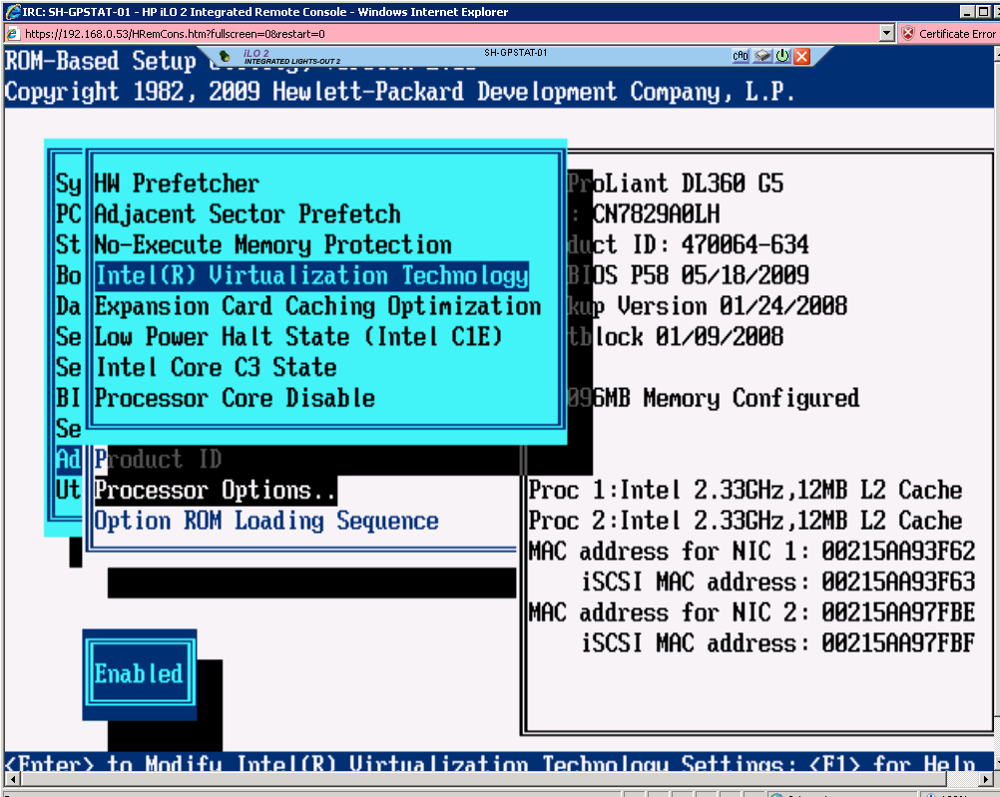 IRC: SH-GPSTAT-01 - HP iLO 2 Integrated Remote Console - Windows Internet Explorer
https://192.168.0.53/HRemCons.htm?fullscreen=0&restart=0
Certificate Error
iLO 2
INTEGRATED LIGHTS-OUT 2
SH-GPSTAT-01
CAD
ROM-Based Setup
Copyright 1982, 2009 Hewlett-Packard Development Company, L.P.
Sy
HW Prefetcher
ProLiant DL360 G5
PC
Adjacent Sector Prefetch
: CN7829A0LH
St
No-Execute Memory Protection
duct ID: 470064-634
Bo
Intel(R) Virtualization Technology
BIOS P58 05/18/2009
Da
Expansion Card Caching Optimization
kup Version 01/24/2008
Se
Low Power Halt State (Intel C1E)
tblock 01/09/2008
Se
Intel Core C3 State
BI
Processor Core Disable
096MB Memory Configured
Se
Ad
Product ID
Ut
Processor Options..
Proc 1:Intel 2.33GHz,12MB L2 Cache
Option ROM Loading Sequence
Proc 2:Intel 2.33GHz,12MB L2 Cache
MAC address for NIC 1: 00215AA93F62
iSCSI MAC address: 00215AA93F63
MAC address for NIC 2: 00215AA97FBE
iSCSI MAC address: 00215AA97FBF
Enabled
<Enter> to Modify Intel(R) Virtualization Technology Settings; <F1> for Help